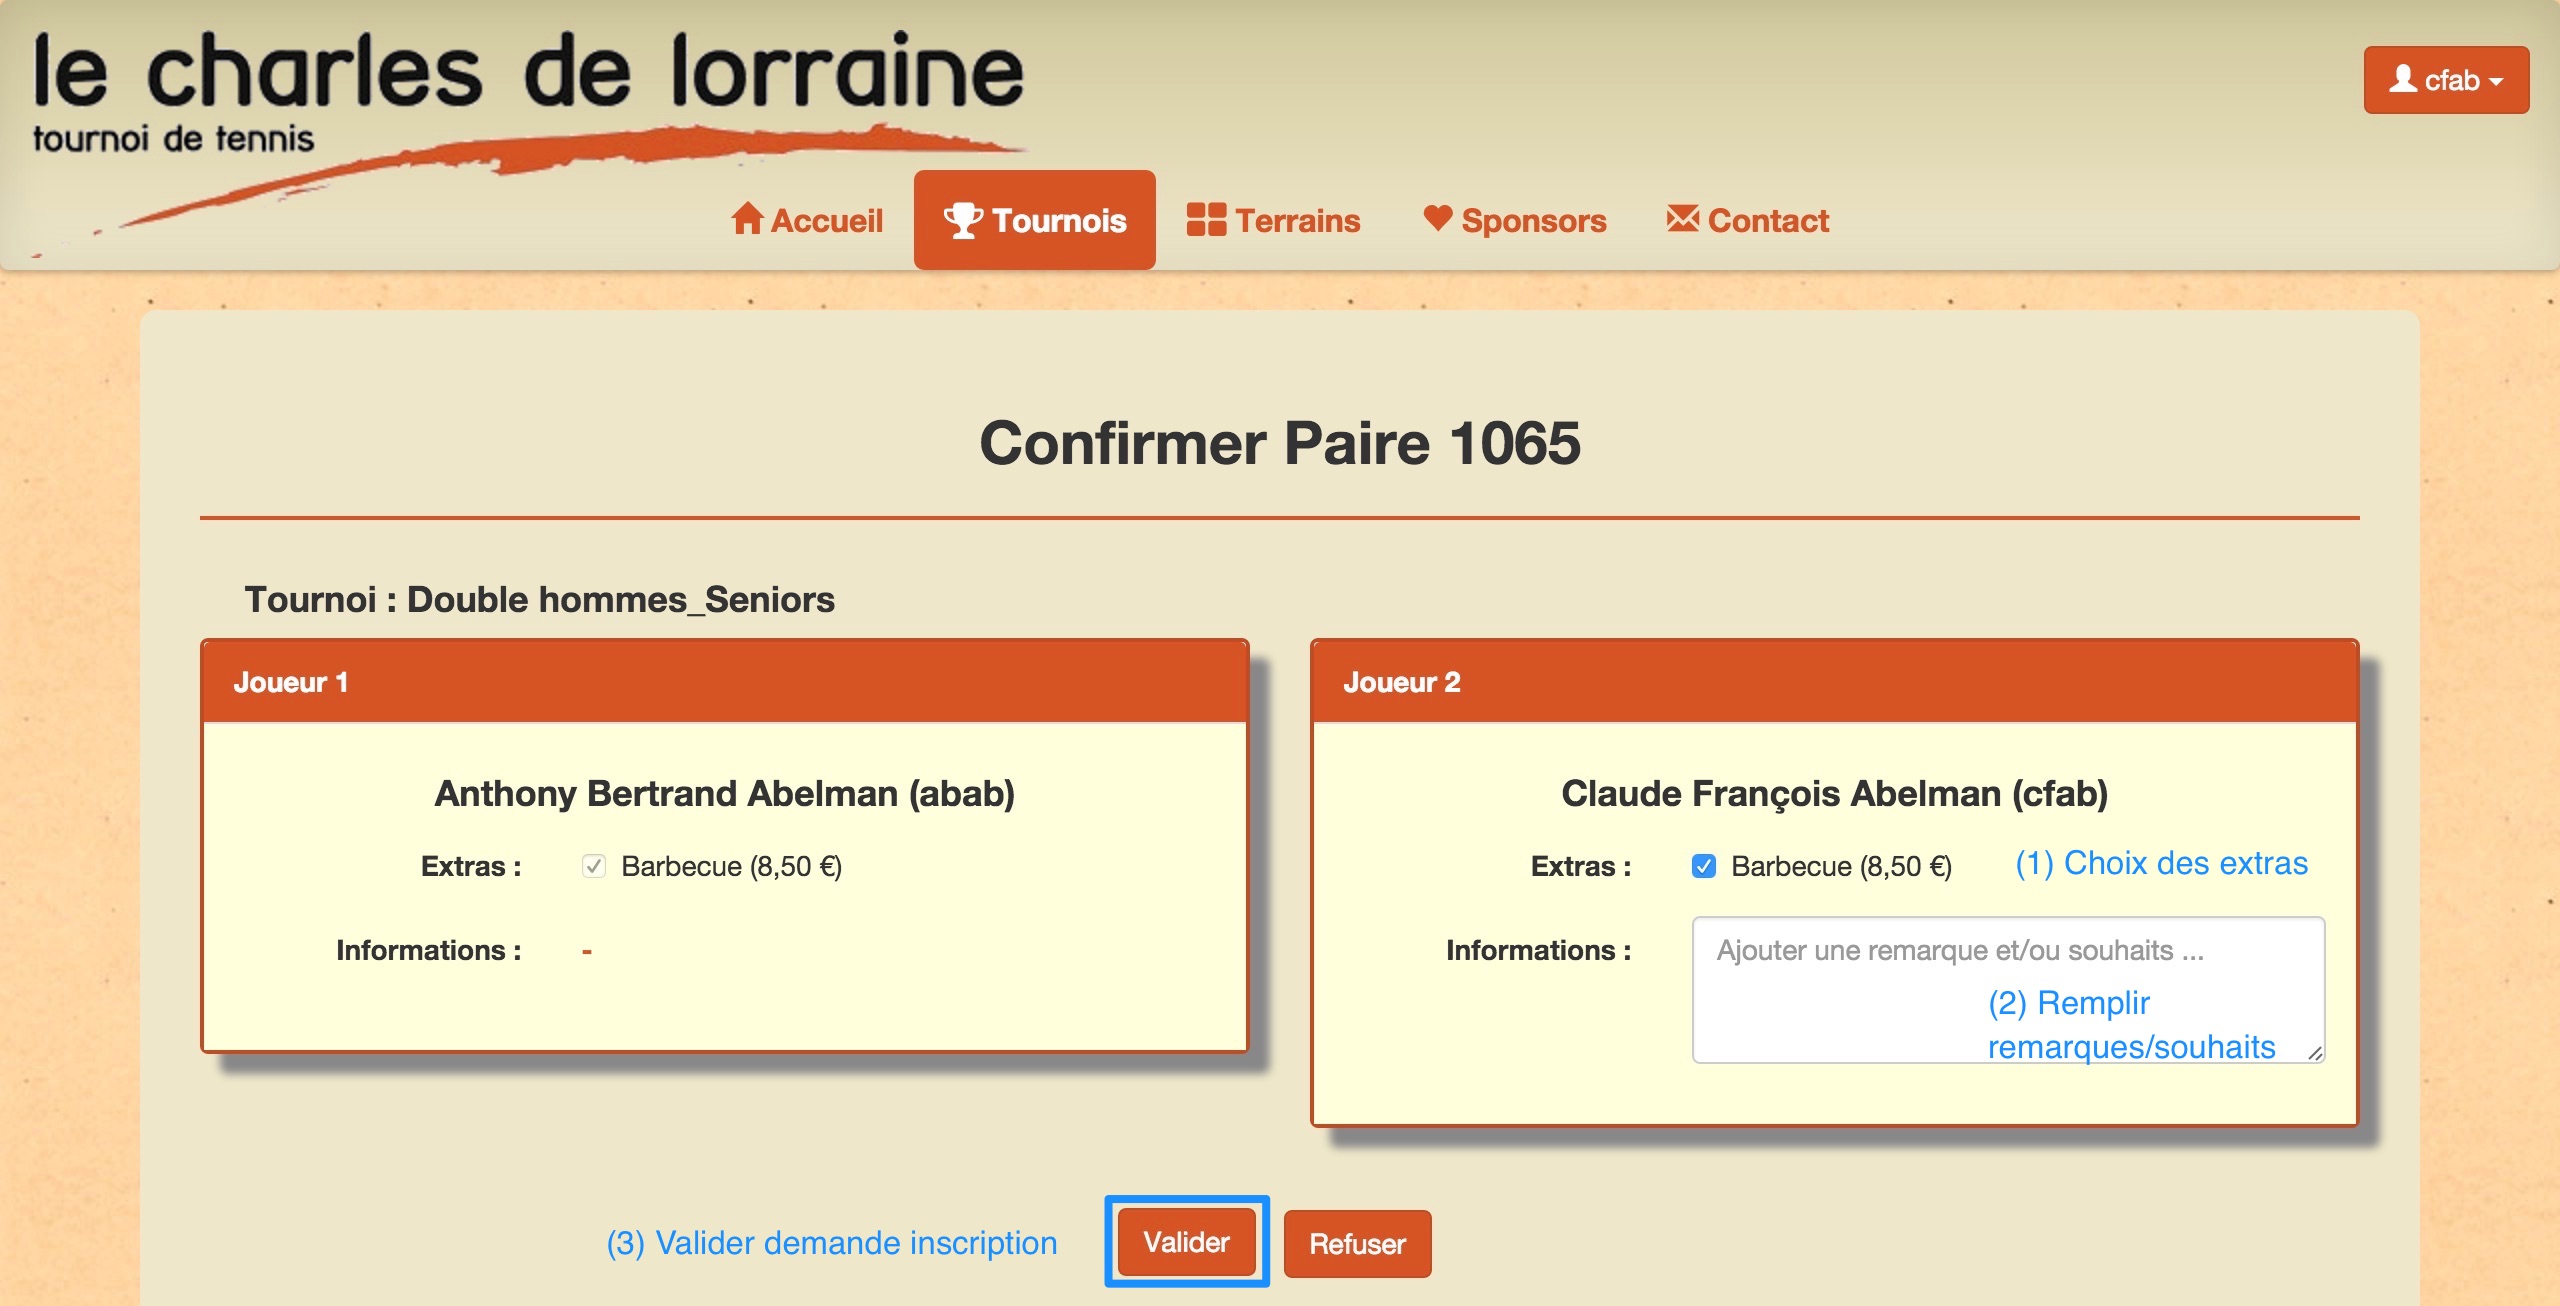 le charles de lorraine
tournoi de tennis
cfab
Accueil Tournois Terrains Sponsors Contact
Confirmer Paire 1065
Tournoi : Double hommes_Seniors
Joueur 1
Anthony Bertrand Abelman (abab)
Extras : Barbecue (8,50 €)
Informations : -
Joueur 2
Claude François Abelman (cfab)
Extras : Barbecue (8,50 €) (1) Choix des extras
Informations : Ajouter une remarque et/ou souhaits ...
(2) Remplir
remarques/souhaits
(3) Valider demande inscription Valider Refuser